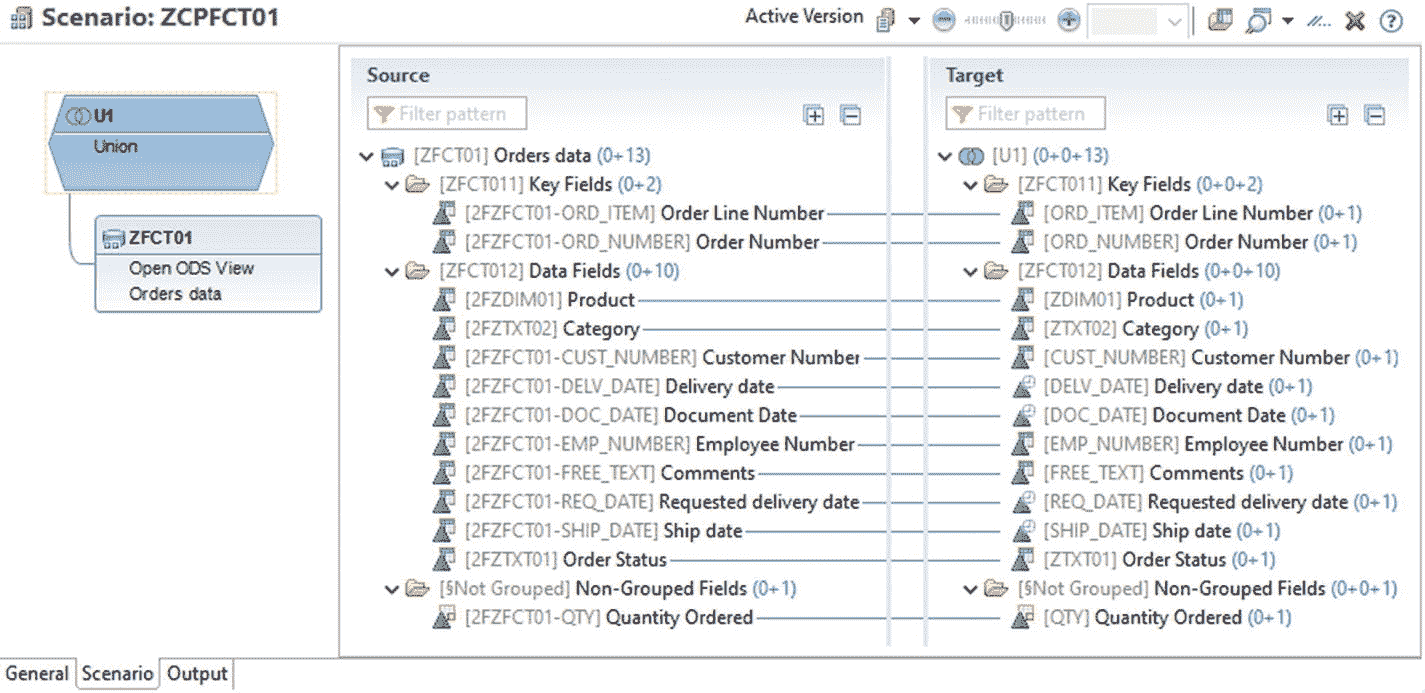 Scenario: ZCPFCT01
Active Version
U1
Union
ZFCT01
Open ODS View
Orders data
Source
Filter pattern
[ZFCT01] Orders data (0+13)
[ZFCT011] Key Fields (0+2)
[2FZFCT01-ORD_ITEM] Order Line Number
[2FZFCT01-ORD_NUMBER] Order Number
[ZFCT012] Data Fields (0+10)
[2FZDIM01] Product
[2FZTXT02] Category
[2FZFCT01-CUST_NUMBER] Customer Number
[2FZFCT01-DELV_DATE] Delivery date
[2FZFCT01-DOC_DATE] Document Date
[2FZFCT01-EMP_NUMBER] Employee Number
[2FZFCT01-FREE_TEXT] Comments
[2FZFCT01-REQ_DATE] Requested delivery date
[2FZFCT01-SHIP_DATE] Ship date
[2FZTXT01] Order Status
[§Not Grouped] Non-Grouped Fields (0+1)
[2FZFCT01-QTY] Quantity Ordered
Target
Filter pattern
[U1] (0+0+13)
[ZFCT011] Key Fields (0+0+2)
[ORD_ITEM] Order Line Number (0+1)
[ORD_NUMBER] Order Number (0+1)
[ZFCT012] Data Fields (0+0+10)
[ZDIM01] Product (0+1)
[ZTXT02] Category (0+1)
[CUST_NUMBER] Customer Number (0+1)
[DELV_DATE] Delivery date (0+1)
[DOC_DATE] Document Date (0+1)
[EMP_NUMBER] Employee Number (0+1)
[FREE_TEXT] Comments (0+1)
[REQ_DATE] Requested delivery date (0+1)
[SHIP_DATE] Ship date (0+1)
[ZTXT01] Order Status (0+1)
[§Not Grouped] Non-Grouped Fields (0+0+1)
[QTY] Quantity Ordered (0+1)
General Scenario Output